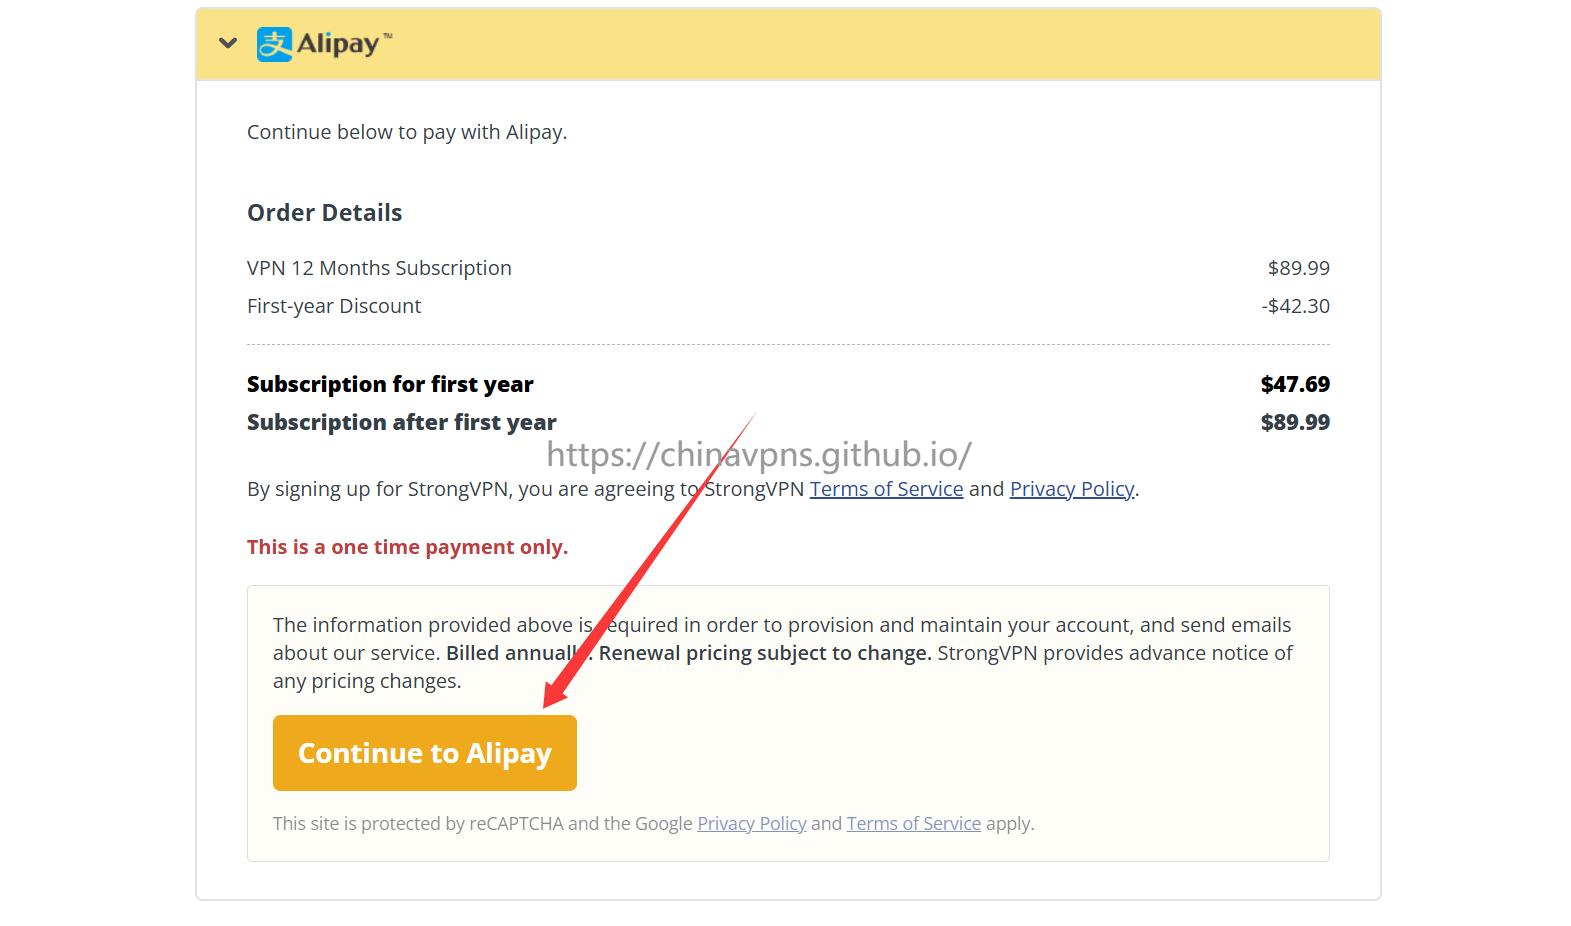 支 Alipay™
Continue below to pay with Alipay.
Order Details
VPN 12 Months Subscription $89.99
First-year Discount -$42.30
Subscription for first year $47.69
Subscription after first year $89.99
https://chinavpns.github.io/
By signing up for StrongVPN, you are agreeing to StrongVPN Terms of Service and Privacy Policy.
This is a one time payment only.
The information provided above is required in order to provision and maintain your account, and send emails
about our service. Billed annually. Renewal pricing subject to change. StrongVPN provides advance notice of
any pricing changes.
Continue to Alipay
This site is protected by reCAPTCHA and the Google Privacy Policy and Terms of Service apply.